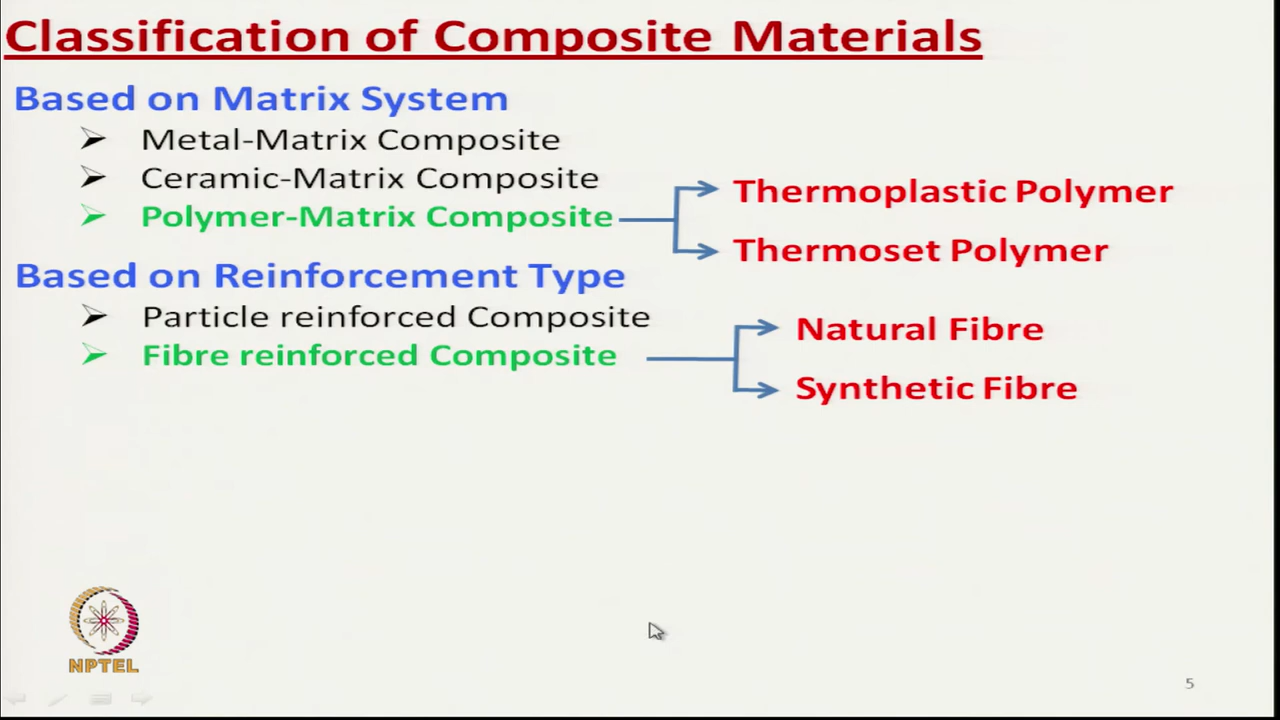 Classification of Composite Materials
Based on Matrix System
Metal-Matrix Composite
Ceramic-Matrix Composite
Polymer-Matrix Composite
Thermoplastic Polymer
Thermoset Polymer
Based on Reinforcement Type
Particle reinforced Composite
Fibre reinforced Composite
Natural Fibre
Synthetic Fibre
NPTEL
5